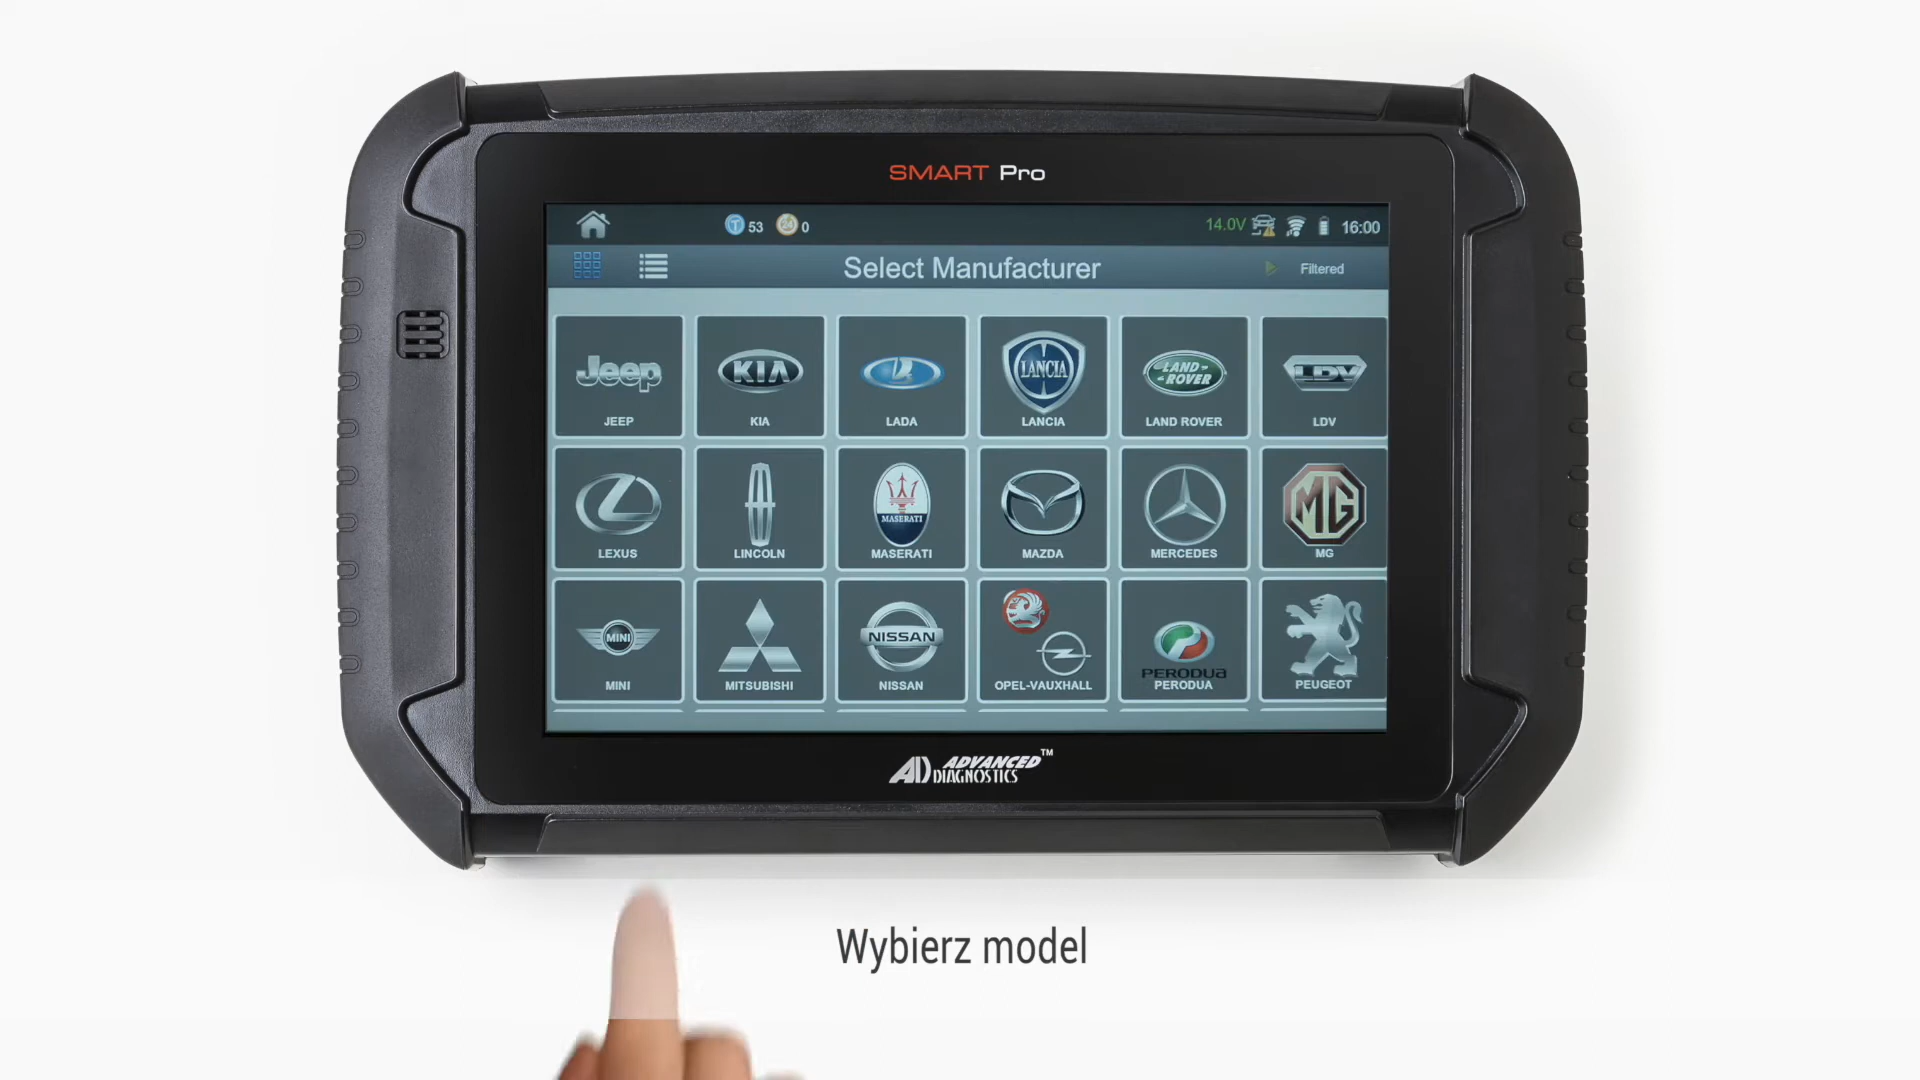 SMART Pro
53 0 14.0V 16:00
Select Manufacturer Filtered
Jeep KIA LANCIA LAND ROVER LDV
JEEP KIA LADA LANCIA LAND ROVER LDV
MASERATI MG
LEXUS LINCOLN MASERATI MAZDA MERCEDES MG
MINI NISSAN PERODUA
MINI MITSUBISHI NISSAN OPEL-VAUXHALL PERODUA PEUGEOT
AD ADVANCED DIAGNOSTICS™
Wybierz model